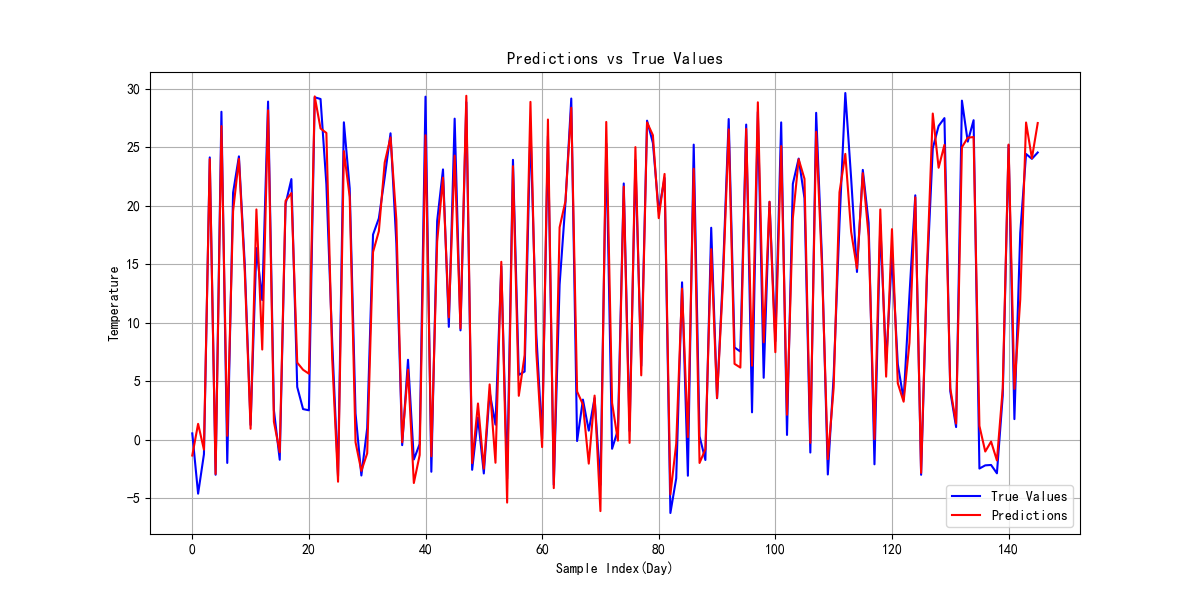 Predictions vs True Values
30
25
20
15
10
5
0
−5
Temperature
0 20 40 60 80 100 120 140
Sample Index(Day)
True Values
Predictions